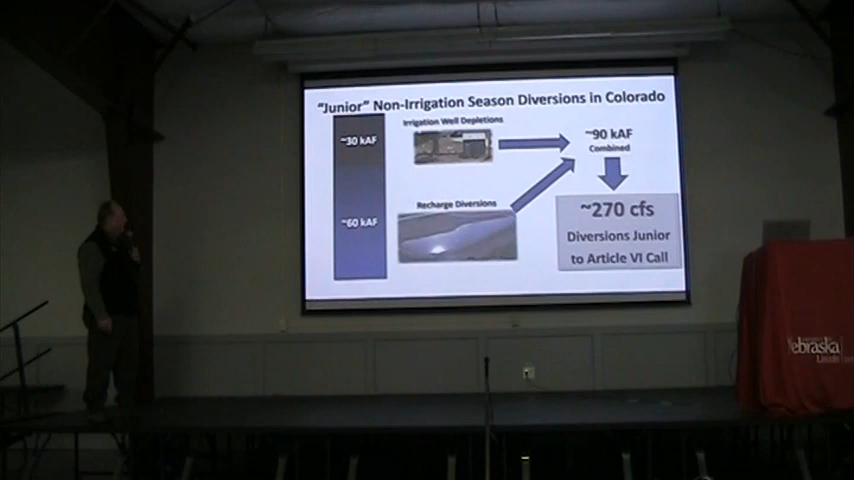 "Junior" Non-Irrigation Season Diversions in Colorado
Irrigation Well Depletions
~30 kAF
~90 kAF
Combined
Recharge Diversions
~60 kAF
~270 cfs
Diversions Junior
to Article VI Call
Nebraska
Lincoln